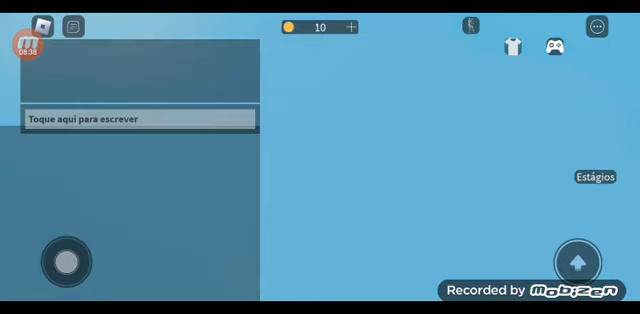 10
08:38
Toque aqui para escrever
Estágios
Recorded by Mobizen